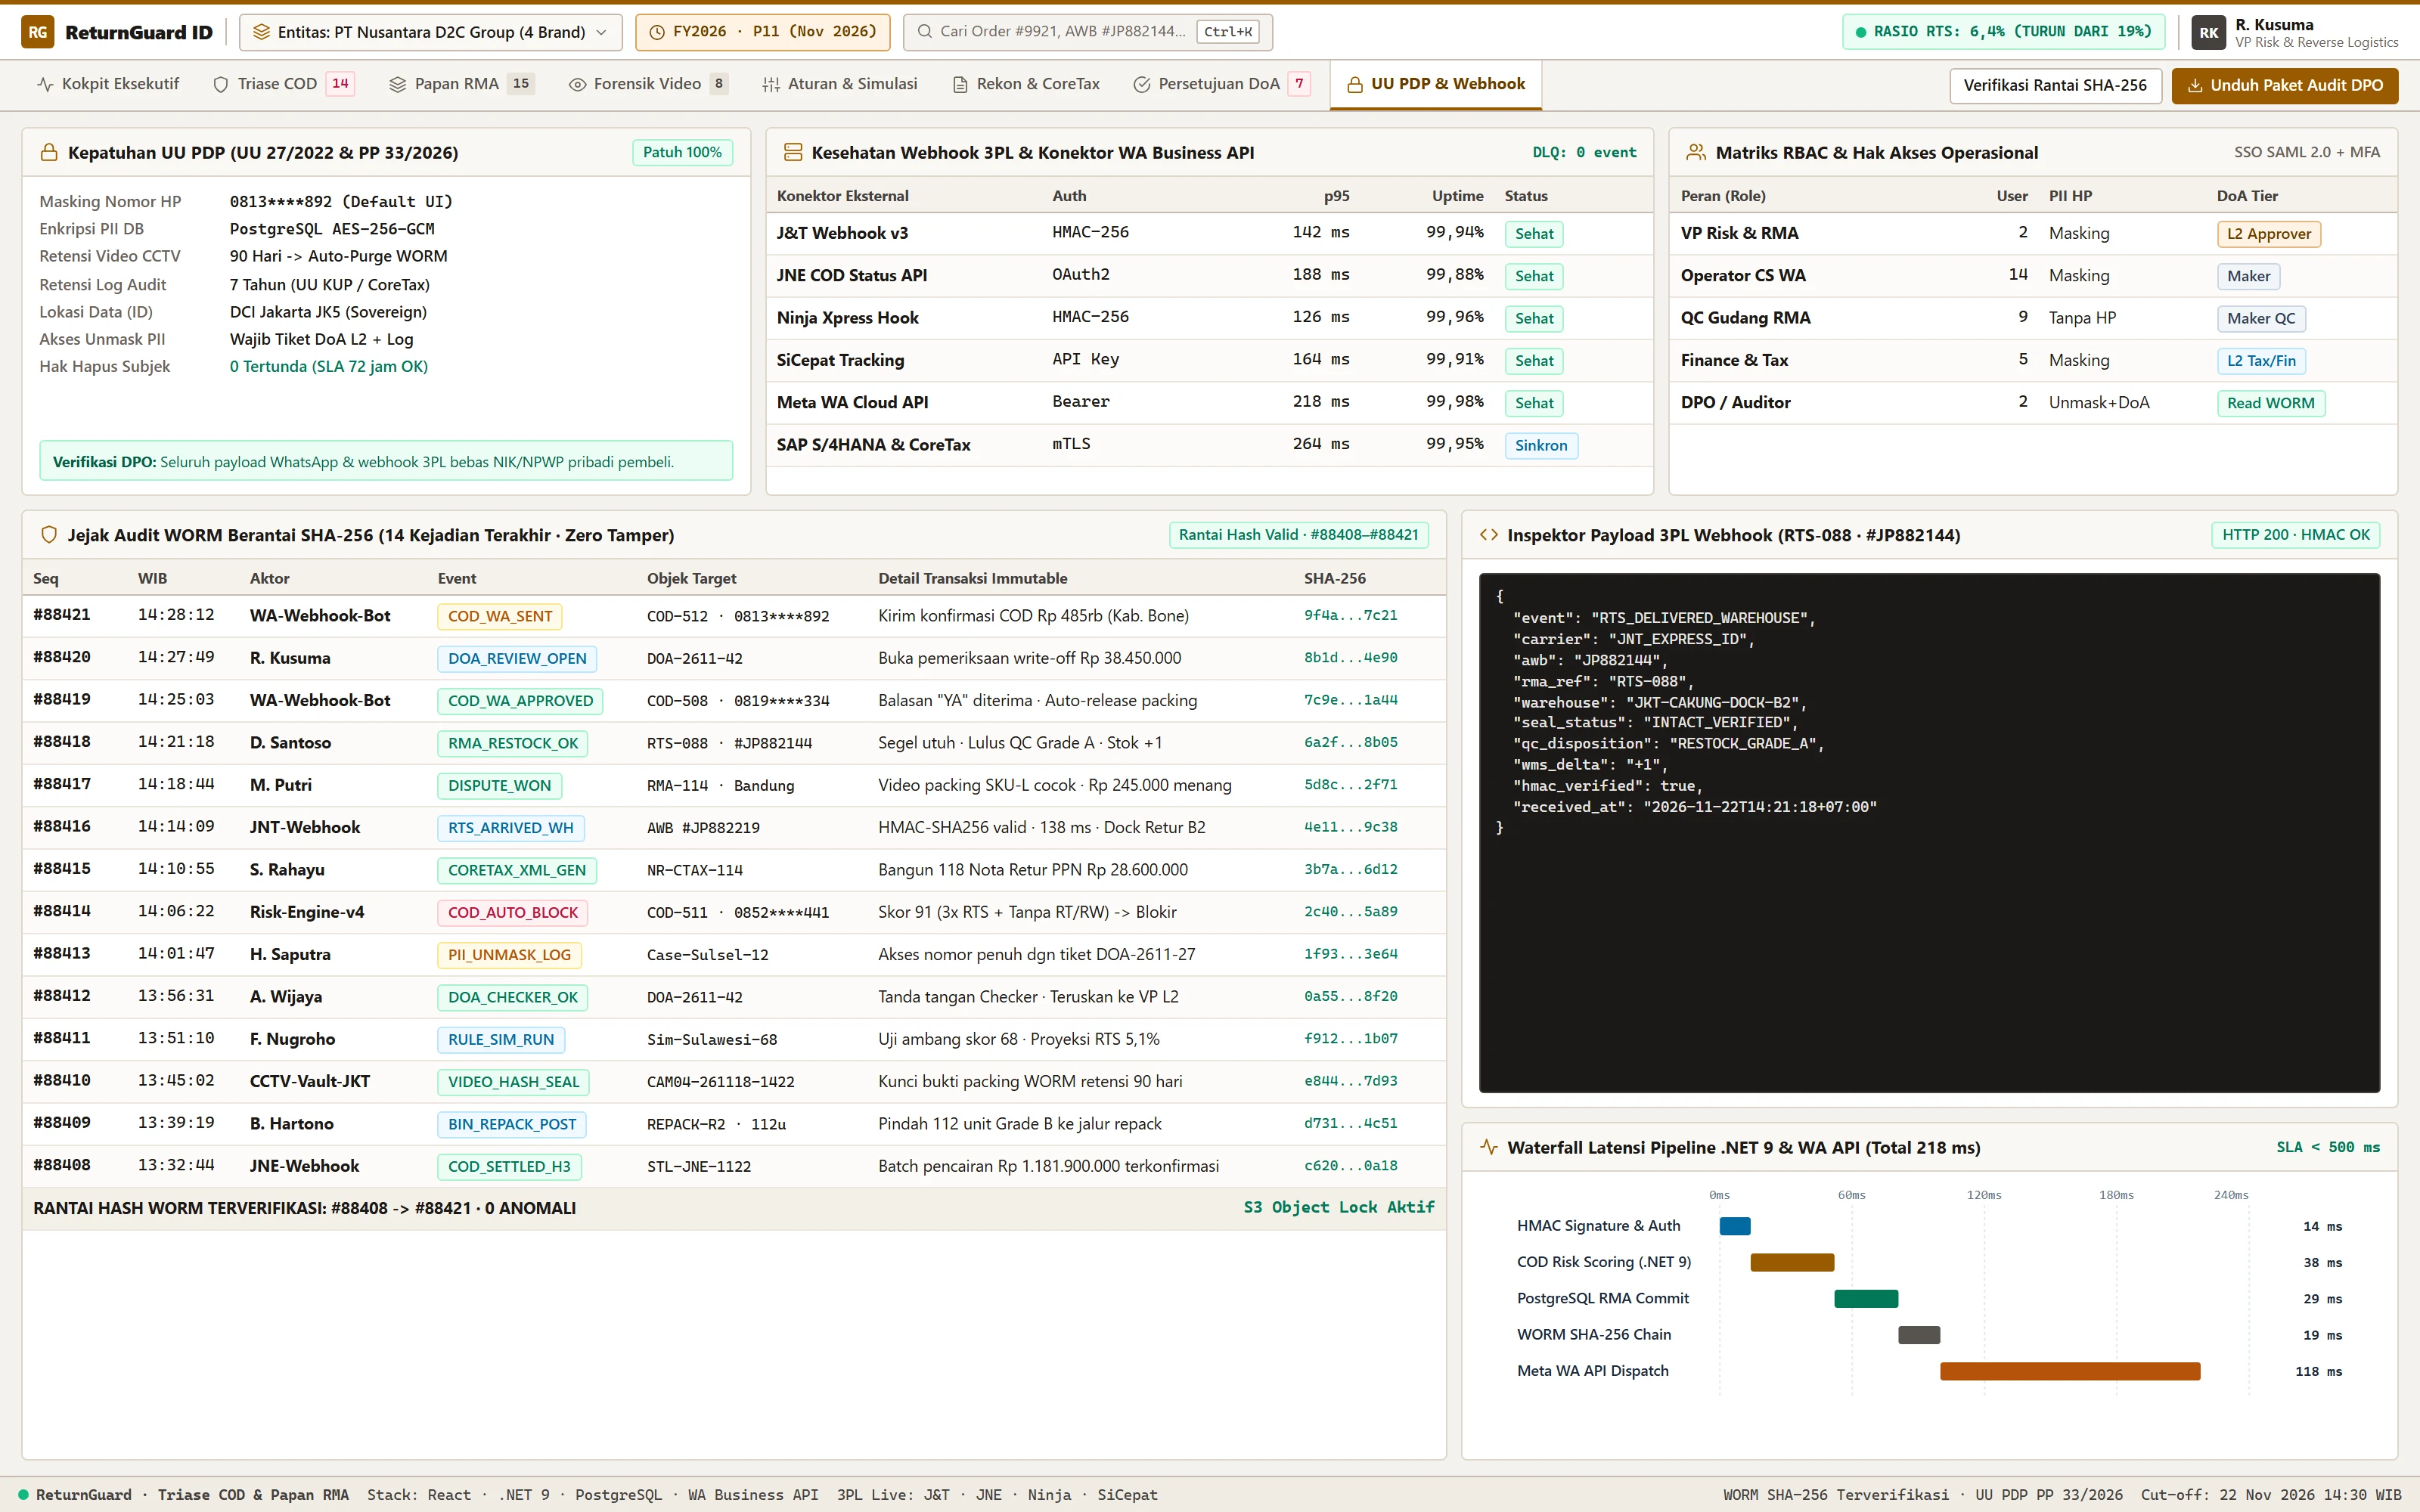 RG ReturnGuard ID Entitas: PT Nusantara D2C Group (4 Brand) FY2026 · P11 (Nov 2026) Cari Order #9921, AWB #JP882144... Ctrl+K RASIO RTS: 6,4% (TURUN DARI 19%) RK R. Kusuma
VP Risk & Reverse Logistics
Kokpit Eksekutif Triase COD 14 Papan RMA 15 Forensik Video 8 Aturan & Simulasi Rekon & CoreTax Persetujuan DoA 7 UU PDP & Webhook Verifikasi Rantai SHA-256 Unduh Paket Audit DPO
Kepatuhan UU PDP (UU 27/2022 & PP 33/2026) Patuh 100%
Masking Nomor HP 0813****892 (Default UI)
Enkripsi PII DB PostgreSQL AES-256-GCM
Retensi Video CCTV 90 Hari -> Auto-Purge WORM
Retensi Log Audit 7 Tahun (UU KUP / CoreTax)
Lokasi Data (ID) DCI Jakarta JK5 (Sovereign)
Akses Unmask PII Wajib Tiket DoA L2 + Log
Hak Hapus Subjek 0 Tertunda (SLA 72 jam OK)
Verifikasi DPO: Seluruh payload WhatsApp & webhook 3PL bebas NIK/NPWP pribadi pembeli.
Kesehatan Webhook 3PL & Konektor WA Business API DLQ: 0 event
Konektor Eksternal Auth p95 Uptime Status
J&T Webhook v3 HMAC-256 142 ms 99,94% Sehat
JNE COD Status API OAuth2 188 ms 99,88% Sehat
Ninja Xpress Hook HMAC-256 126 ms 99,96% Sehat
SiCepat Tracking API Key 164 ms 99,91% Sehat
Meta WA Cloud API Bearer 218 ms 99,98% Sehat
SAP S/4HANA & CoreTax mTLS 264 ms 99,95% Sinkron
Matriks RBAC & Hak Akses Operasional SSO SAML 2.0 + MFA
Peran (Role) User PII HP DoA Tier
VP Risk & RMA 2 Masking L2 Approver
Operator CS WA 14 Masking Maker
QC Gudang RMA 9 Tanpa HP Maker QC
Finance & Tax 5 Masking L2 Tax/Fin
DPO / Auditor 2 Unmask+DoA Read WORM
Jejak Audit WORM Berantai SHA-256 (14 Kejadian Terakhir · Zero Tamper) Rantai Hash Valid · #88408–#88421
Seq WIB Aktor Event Objek Target Detail Transaksi Immutable SHA-256
#88421 14:28:12 WA-Webhook-Bot COD_WA_SENT COD-512 · 0813****892 Kirim konfirmasi COD Rp 485rb (Kab. Bone) 9f4a...7c21
#88420 14:27:49 R. Kusuma DOA_REVIEW_OPEN DOA-2611-42 Buka pemeriksaan write-off Rp 38.450.000 8b1d...4e90
#88419 14:25:03 WA-Webhook-Bot COD_WA_APPROVED COD-508 · 0819****334 Balasan "YA" diterima · Auto-release packing 7c9e...1a44
#88418 14:21:18 D. Santoso RMA_RESTOCK_OK RTS-088 · #JP882144 Segel utuh · Lulus QC Grade A · Stok +1 6a2f...8b05
#88417 14:18:44 M. Putri DISPUTE_WON RMA-114 · Bandung Video packing SKU-L cocok · Rp 245.000 menang 5d8c...2f71
#88416 14:14:09 JNT-Webhook RTS_ARRIVED_WH AWB #JP882219 HMAC-SHA256 valid · 138 ms · Dock Retur B2 4e11...9c38
#88415 14:10:55 S. Rahayu CORETAX_XML_GEN NR-CTAX-114 Bangun 118 Nota Retur PPN Rp 28.600.000 3b7a...6d12
#88414 14:06:22 Risk-Engine-v4 COD_AUTO_BLOCK COD-511 · 0852****441 Skor 91 (3x RTS + Tanpa RT/RW) -> Blokir 2c40...5a89
#88413 14:01:47 H. Saputra PII_UNMASK_LOG Case-Sulsel-12 Akses nomor penuh dgn tiket DOA-2611-27 1f93...3e64
#88412 13:56:31 A. Wijaya DOA_CHECKER_OK DOA-2611-42 Tanda tangan Checker · Teruskan ke VP L2 0a55...8f20
#88411 13:51:10 F. Nugroho RULE_SIM_RUN Sim-Sulawesi-68 Uji ambang skor 68 · Proyeksi RTS 5,1% f912...1b07
#88410 13:45:02 CCTV-Vault-JKT VIDEO_HASH_SEAL CAM04-261118-1422 Kunci bukti packing WORM retensi 90 hari e844...7d93
#88409 13:39:19 B. Hartono BIN_REPACK_POST REPACK-R2 · 112u Pindah 112 unit Grade B ke jalur repack d731...4c51
#88408 13:32:44 JNE-Webhook COD_SETTLED_H3 STL-JNE-1122 Batch pencairan Rp 1.181.900.000 terkonfirmasi c620...0a18
RANTAI HASH WORM TERVERIFIKASI: #88408 -> #88421 · 0 ANOMALI S3 Object Lock Aktif
Inspektor Payload 3PL Webhook (RTS-088 · #JP882144) HTTP 200 · HMAC OK
{
"event": "RTS_DELIVERED_WAREHOUSE",
"carrier": "JNT_EXPRESS_ID",
"awb": "JP882144",
"rma_ref": "RTS-088",
"warehouse": "JKT-CAKUNG-DOCK-B2",
"seal_status": "INTACT_VERIFIED",
"qc_disposition": "RESTOCK_GRADE_A",
"wms_delta": "+1",
"hmac_verified": true,
"received_at": "2026-11-22T14:21:18+07:00"
}
Waterfall Latensi Pipeline .NET 9 & WA API (Total 218 ms) SLA < 500 ms
0ms 60ms 120ms 180ms 240ms
HMAC Signature & Auth 14 ms
COD Risk Scoring (.NET 9) 38 ms
PostgreSQL RMA Commit 29 ms
WORM SHA-256 Chain 19 ms
Meta WA API Dispatch 118 ms
ReturnGuard · Triase COD & Papan RMA Stack: React · .NET 9 · PostgreSQL · WA Business API 3PL Live: J&T · JNE · Ninja · SiCepat WORM SHA-256 Terverifikasi · UU PDP PP 33/2026 Cut-off: 22 Nov 2026 14:30 WIB